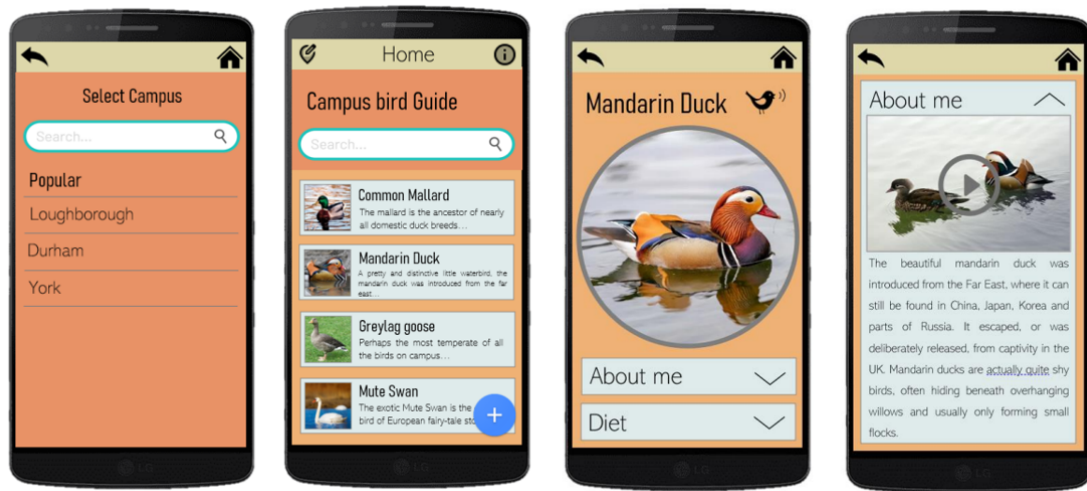 Select Campus
Search...
Popular
Loughborough
Durham
York
LG
Home
Campus bird Guide
Search...
Common Mallard
The mallard is the ancestor of nearly
all domestic duck breeds...
Mandarin Duck
A pretty and distinctive little waterbird, the
mandarin duck was introduced from the far
east...
Greylag goose
Perhaps the most temperate of all
the birds on campus...
Mute Swan
The exotic Mute Swan is the
bird of European fairy-tale sto
LG
Mandarin Duck
About me
Diet
LG
About me
The beautiful mandarin duck was
introduced from the Far East, where it can
still be found in China, Japan, Korea and
parts of Russia. It escaped, or was
deliberately released, from captivity in the
UK. Mandarin ducks are actually quite shy
birds, often hiding beneath overhanging
willows and usually only forming small
flocks.
LG